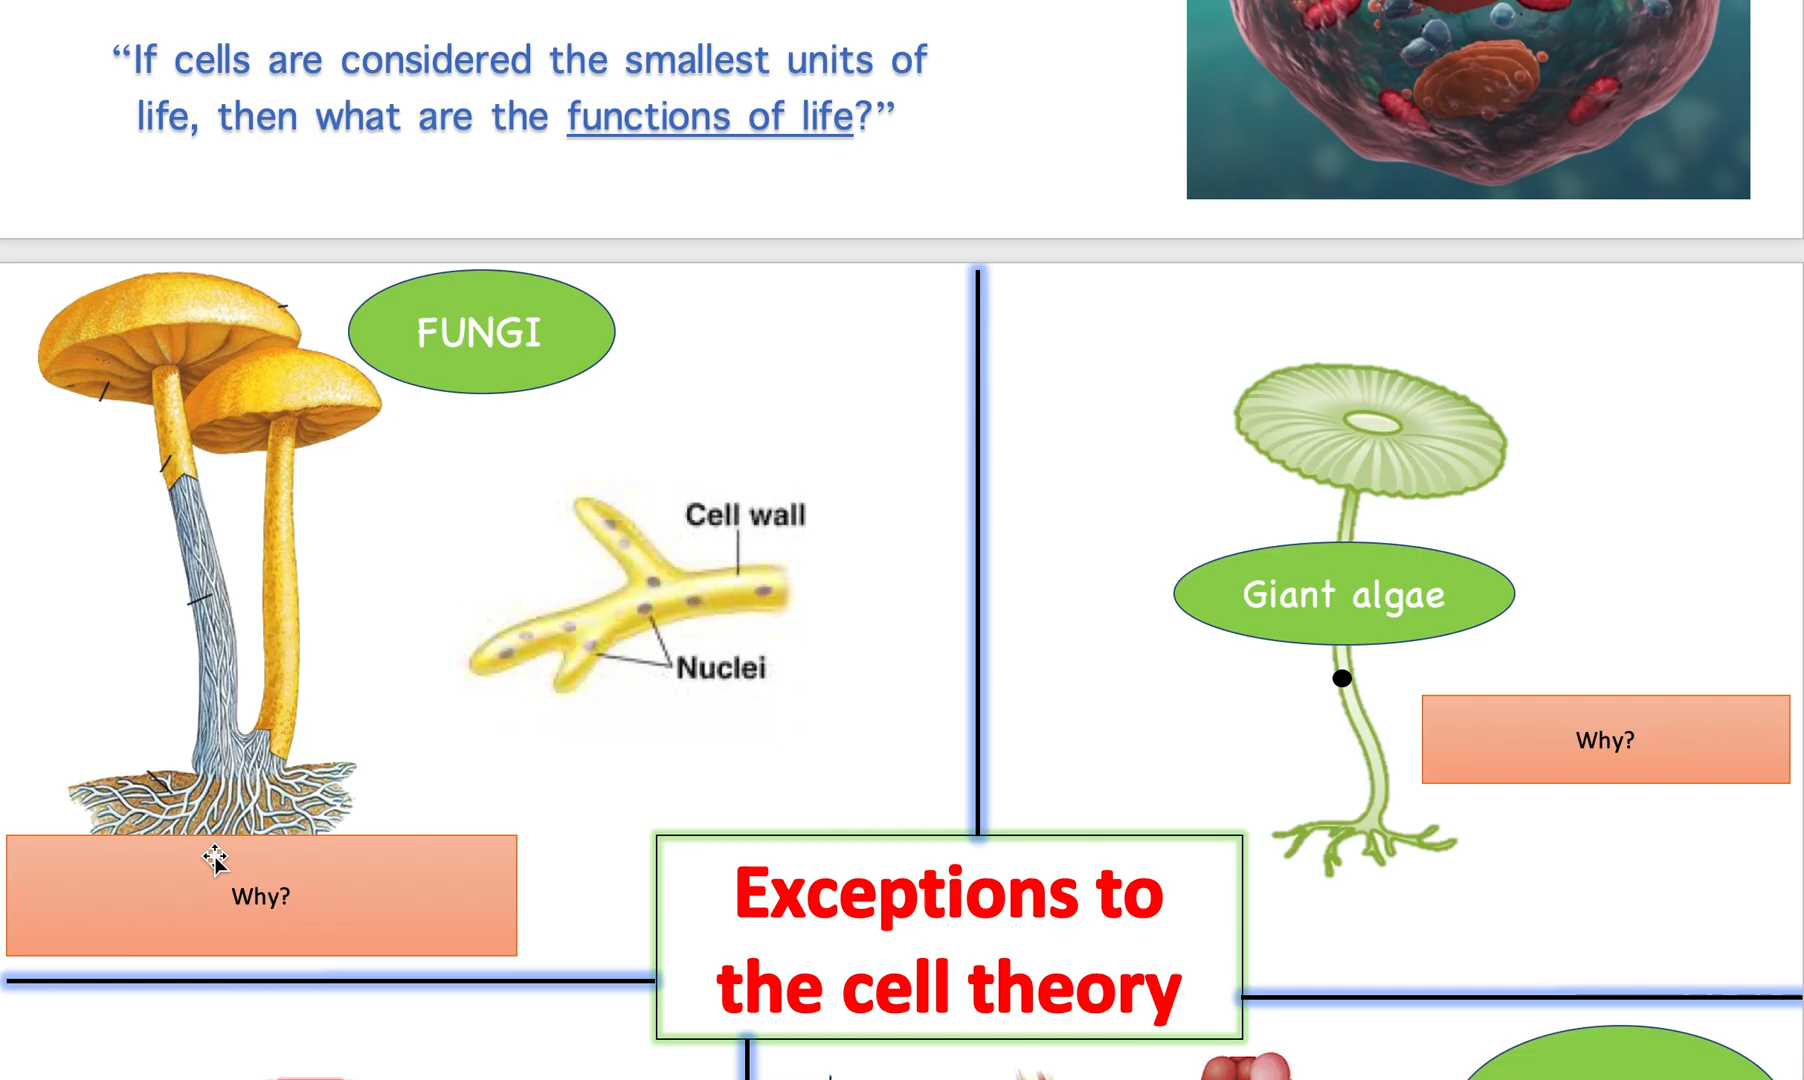 “If cells are considered the smallest units of
life, then what are the functions of life?”
FUNGI
Cell wall
Nuclei
Why?
Giant algae
Why?
Exceptions to
the cell theory